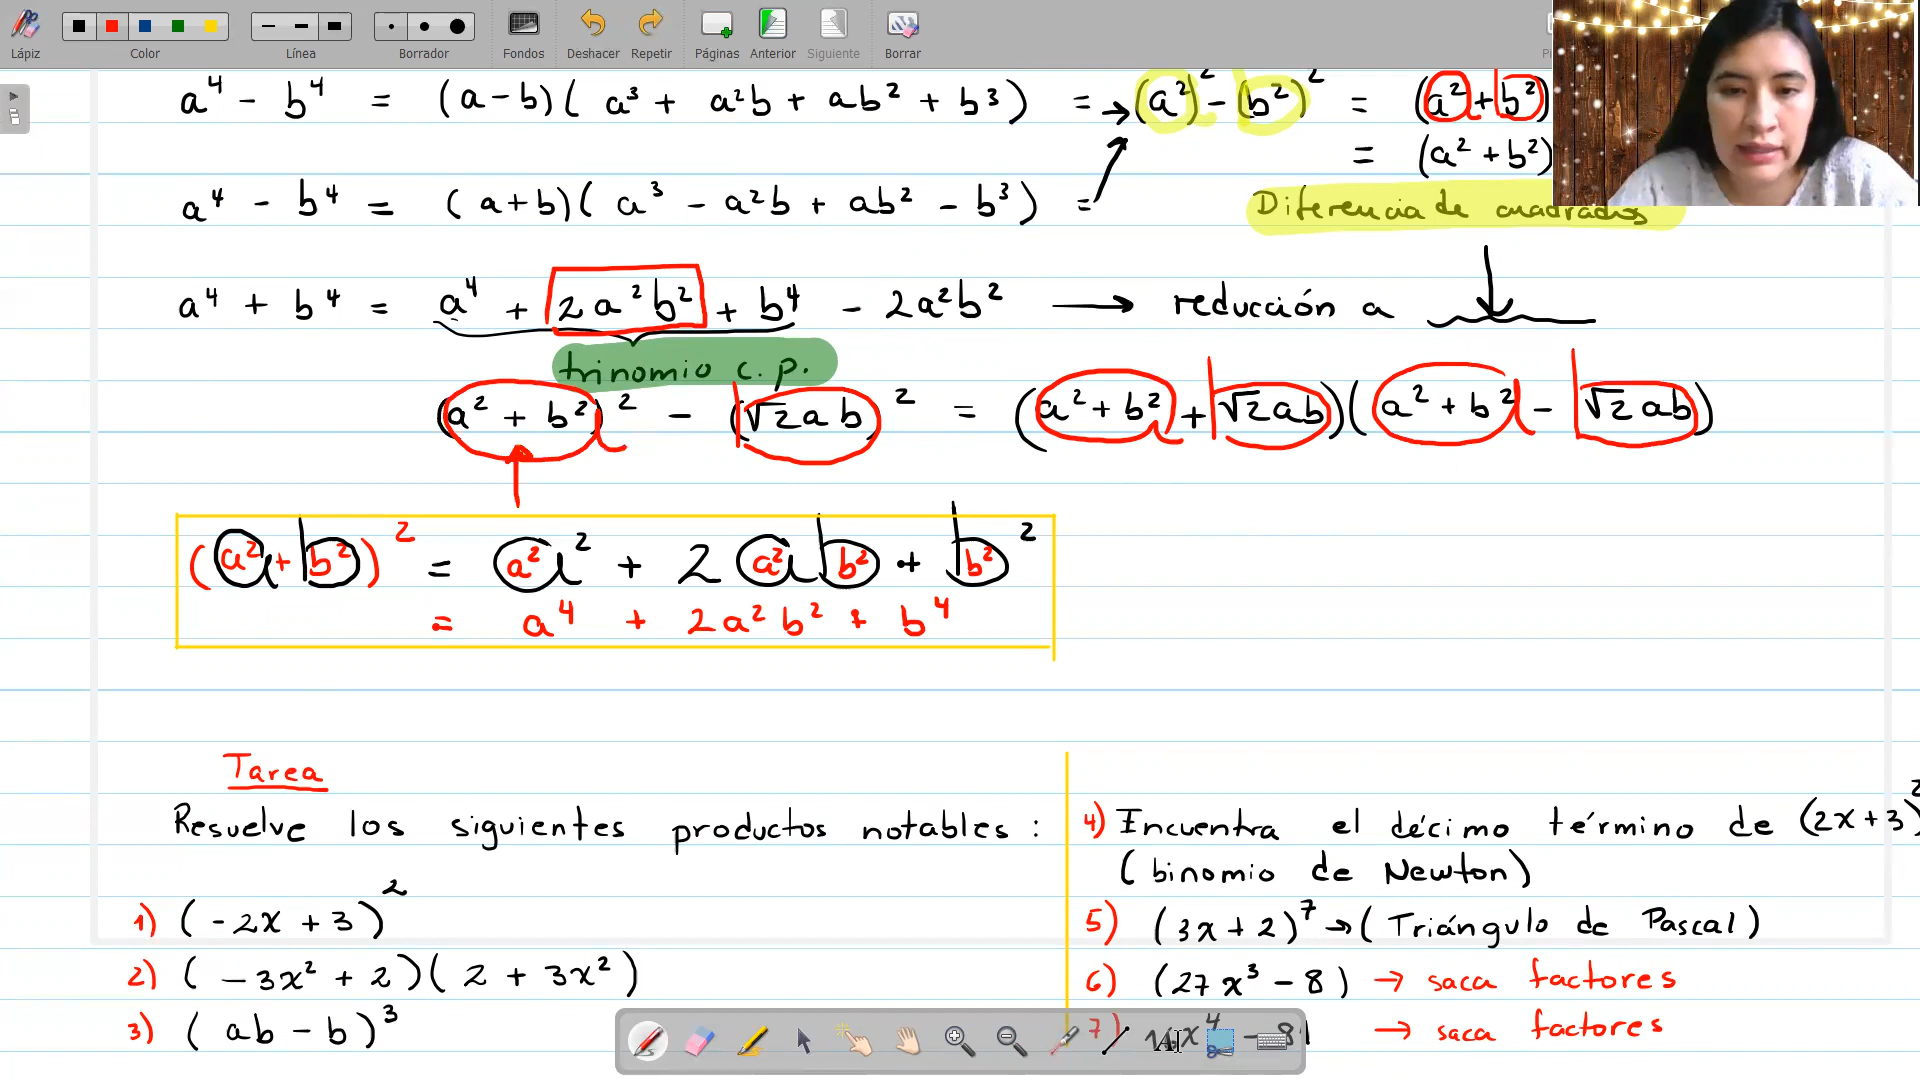 Lápiz Color Línea Borrador Fondos Deshacer Repetir Páginas Anterior Siguiente Borrar
a⁴ - b⁴ = (a-b)( a³ + a²b + ab² + b³ ) = → (a²)² - (b²)² = (a² + b²)
= (a² + b²)
a⁴ - b⁴ = (a+b)( a³ - a²b + ab² - b³ ) =
Diferencia de cuadrados
a⁴ + b⁴ = a⁴ + 2a²b² + b⁴ - 2a²b² → reducción a
trinomio c.p.
(a² + b²)² - (√2ab)² = (a² + b² + √2ab)(a² + b² - √2ab)
(a² + b²)² = a²² + 2 a² b² + b²²
= a⁴ + 2a²b² + b⁴
Tarea
Resuelve los siguientes productos notables :
1) (-2x + 3)²
2) ( -3x² + 2)( 2 + 3x² )
3) ( ab - b )³
4) Encuentra el décimo término de (2x+3)
( binomio de Newton)
5) (3x + 2)⁷ → ( Triángulo de Pascal )
6) (27x³ - 8) → saca factores
7) x⁴ - 81 → saca factores